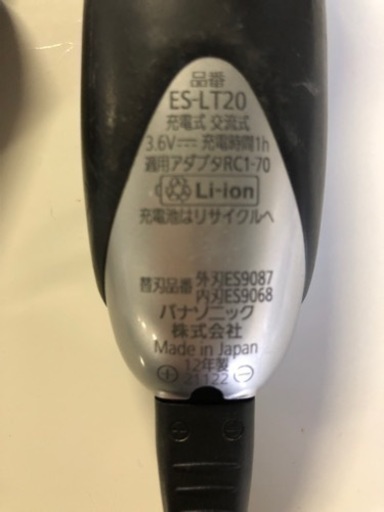 品番
ES-LT20
充電式 交流式
3.6V⎓充電時間1h
適用アダプタRC1-70
Li-ion
充電池はリサイクルへ
替刃品番 外刃ES9087
内刃ES9068
パナソニック
株式会社
Made in Japan
12年製
+ 21122 -
+ -